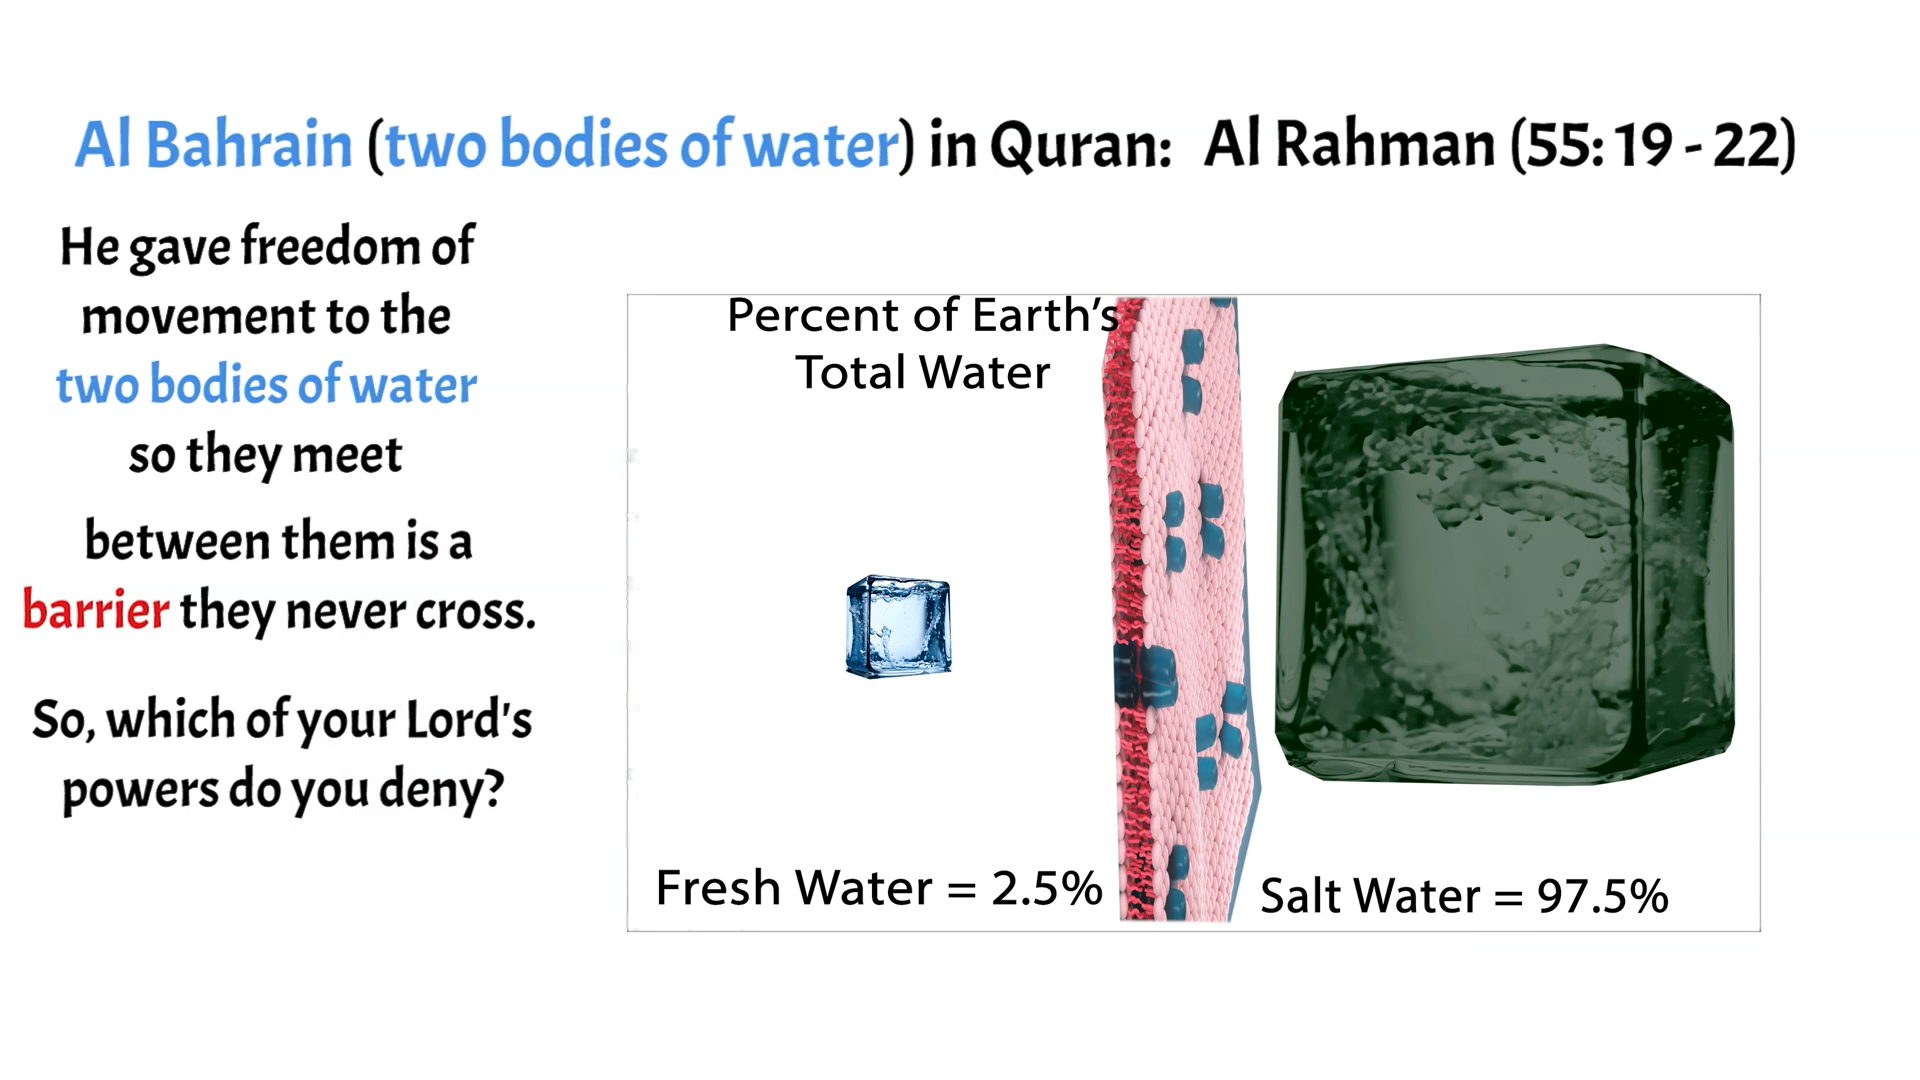 Al Bahrain (two bodies of water) in Quran: Al Rahman (55: 19 - 22)
He gave freedom of
movement to the
two bodies of water
so they meet
between them is a
barrier they never cross.
So, which of your Lord's
powers do you deny?
Percent of Earth’s
Total Water
Fresh Water = 2.5%
Salt Water = 97.5%